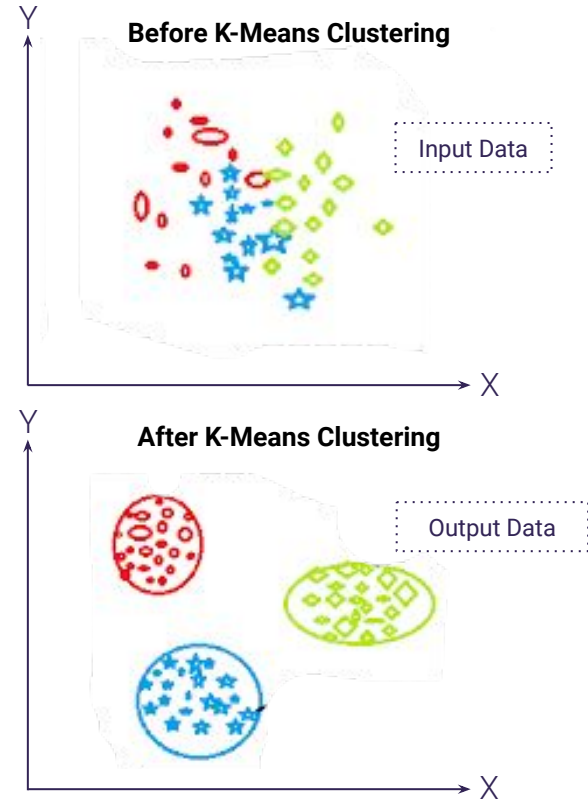 Y
Before K-Means Clustering
Input Data
X
Y
After K-Means Clustering
Output Data
X